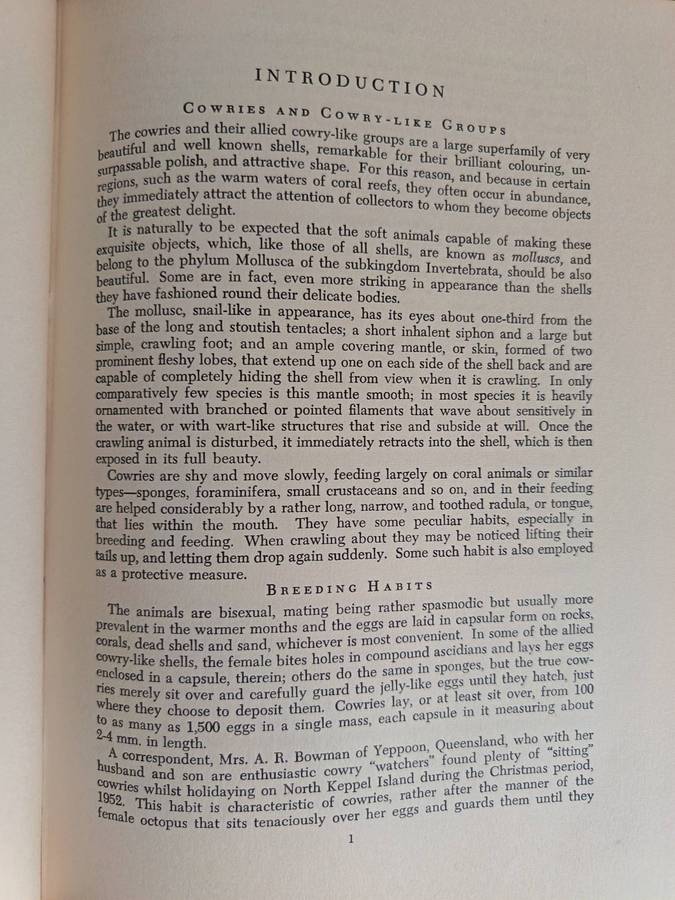 INTRODUCTION
COWRIES AND COWRY-LIKE GROUPS
The cowries and their allied cowry-like groups are a large superfamily of very
beautiful and well known shells, remarkable for their brilliant colouring, un-
surpassable polish, and attractive shape. For this reason, and because in certain
regions, such as the warm waters of coral reefs, they often occur in abundance,
they immediately attract the attention of collectors to whom they become objects
of the greatest delight.
It is naturally to be expected that the soft animals capable of making these
exquisite objects, which, like those of all shells, are known as molluscs, and
belong to the phylum Mollusca of the subkingdom Invertebrata, should be also
beautiful. Some are in fact, even more striking in appearance than the shells
they have fashioned round their delicate bodies.
The mollusc, snail-like in appearance, has its eyes about one-third from the
base of the long and stoutish tentacles; a short inhalent siphon and a large but
simple, crawling foot; and an ample covering mantle, or skin, formed of two
prominent fleshy lobes, that extend up one on each side of the shell back and are
capable of completely hiding the shell from view when it is crawling. In only
comparatively few species is this mantle smooth; in most species it is heavily
ornamented with branched or pointed filaments that wave about sensitively in
the water, or with wart-like structures that rise and subside at will. Once the
crawling animal is disturbed, it immediately retracts into the shell, which is then
exposed in its full beauty.
Cowries are shy and move slowly, feeding largely on coral animals or similar
types—sponges, foraminifera, small crustaceans and so on, and in their feeding
are helped considerably by a rather long, narrow, and toothed radula, or tongue,
that lies within the mouth. They have some peculiar habits, especially in
breeding and feeding. When crawling about they may be noticed lifting their
tails up, and letting them drop again suddenly. Some such habit is also employed
as a protective measure.
BREEDING HABITS
The animals are bisexual, mating being rather spasmodic but usually more
prevalent in the warmer months and the eggs are laid in capsular form on rocks,
corals, dead shells and sand, whichever is most convenient. In some of the allied
cowry-like shells, the female bites holes in compound ascidians and lays her eggs
enclosed in a capsule, therein; others do the same in sponges, but the true cow-
ries merely sit over and carefully guard the jelly-like eggs until they hatch, just
where they choose to deposit them. Cowries lay, or at least sit over, from 100
to as many as 1,500 eggs in a single mass, each capsule in it measuring about
2-4 mm. in length.
A correspondent, Mrs. A. R. Bowman of Yeppoon, Queensland, who with her
husband and son are enthusiastic cowry "watchers" found plenty of "sitting"
cowries whilst holidaying on North Keppel Island during the Christmas period,
1952. This habit is characteristic of cowries, rather after the manner of the
female octopus that sits tenaciously over her eggs and guards them until they
1